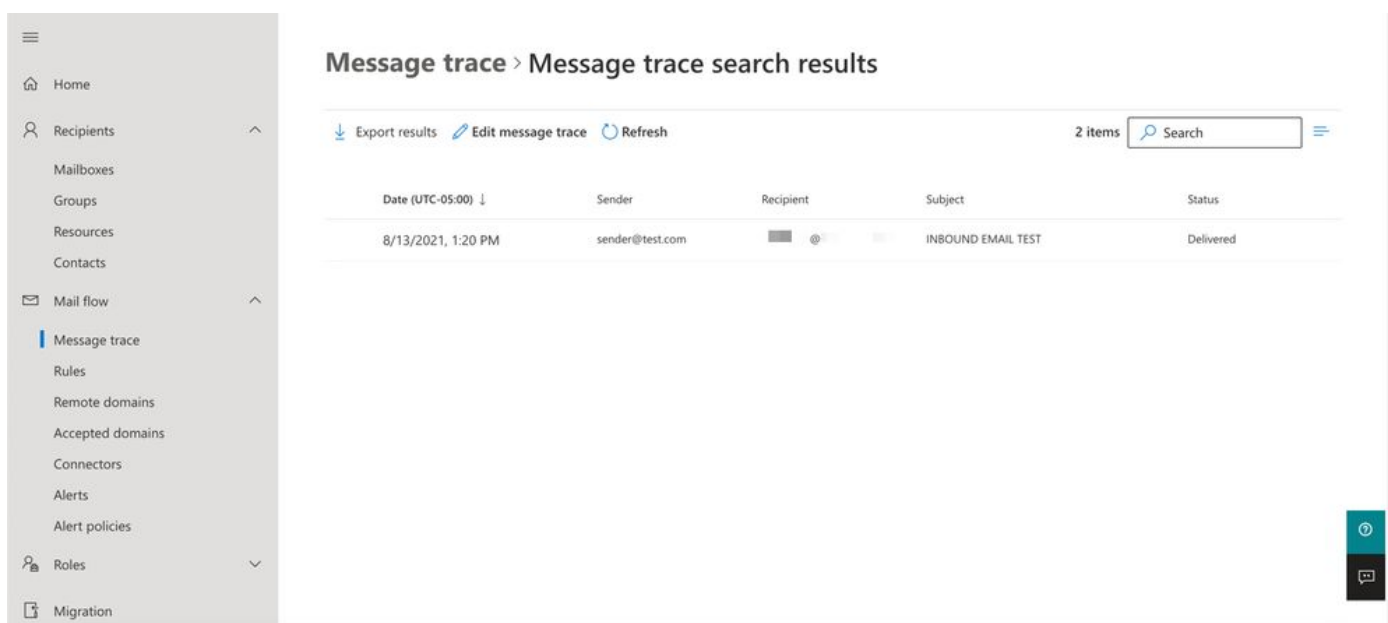 Home
Recipients
Mailboxes
Groups
Resources
Contacts
Mail flow
Message trace
Rules
Remote domains
Accepted domains
Connectors
Alerts
Alert policies
Roles
Migration
Message trace > Message trace search results
Export results Edit message trace Refresh 2 items Search
Date (UTC-05:00) ↓ Sender Recipient Subject Status
8/13/2021, 1:20 PM sender@test.com @ INBOUND EMAIL TEST Delivered